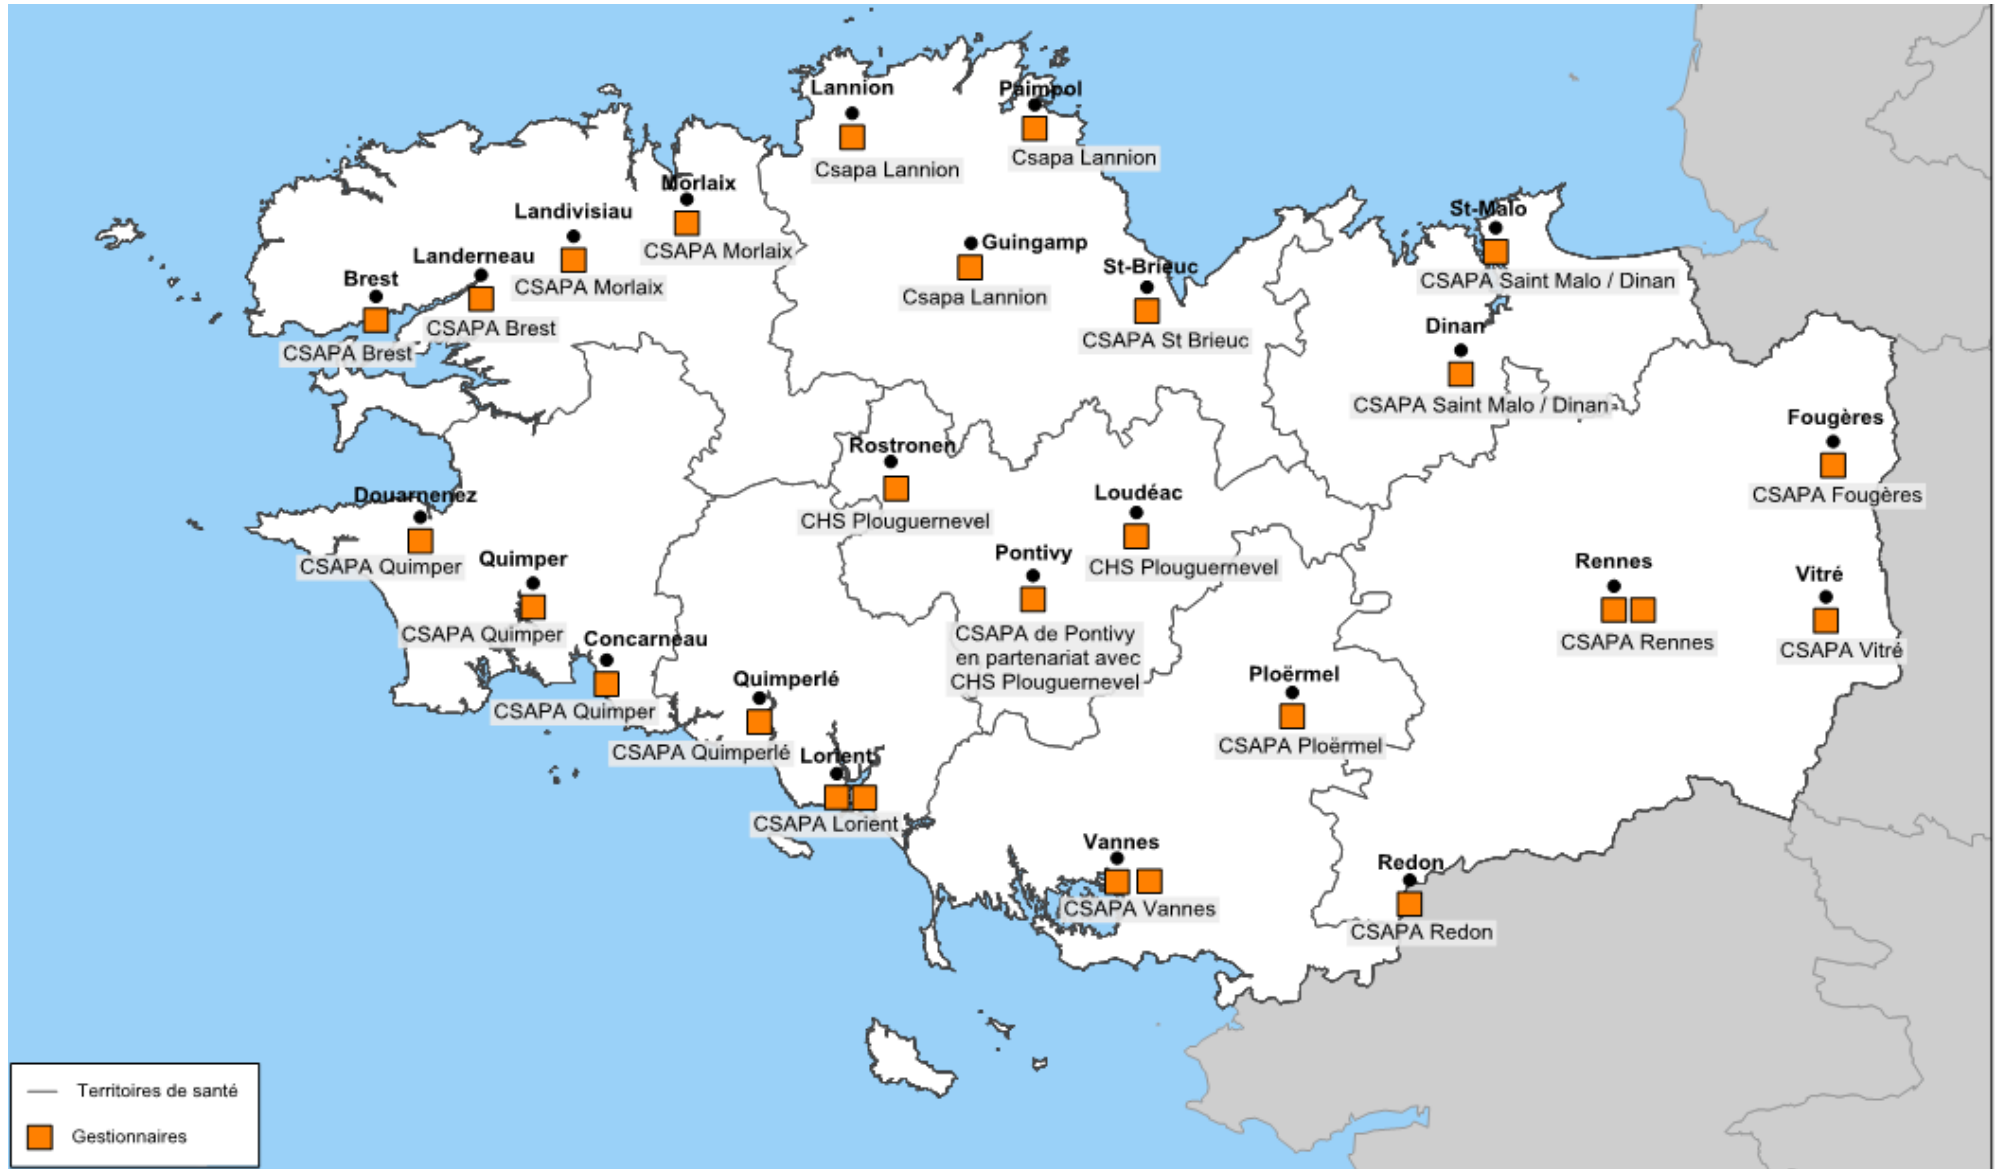 Lannion
Csapa Lannion
Paimpol
Csapa Lannion
Morlaix
CSAPA Morlaix
Landivisiau
CSAPA Morlaix
Landerneau
CSAPA Brest
Brest
CSAPA Brest
Guingamp
Csapa Lannion
St-Brieuc
CSAPA St Brieuc
St-Malo
CSAPA Saint Malo / Dinan
Dinan
CSAPA Saint Malo / Dinan
Fougères
CSAPA Fougères
Rostronen
CHS Plouguernevel
Loudéac
CHS Plouguernevel
Douarnenez
CSAPA Quimper
Quimper
CSAPA Quimper
Concarneau
CSAPA Quimper
Pontivy
CSAPA de Pontivy
en partenariat avec
CHS Plouguernevel
Rennes
CSAPA Rennes
Vitré
CSAPA Vitré
Ploërmel
CSAPA Ploërmel
Quimperlé
CSAPA Quimperlé
Lorient
CSAPA Lorient
Vannes
CSAPA Vannes
Redon
CSAPA Redon
Territoires de santé
Gestionnaires